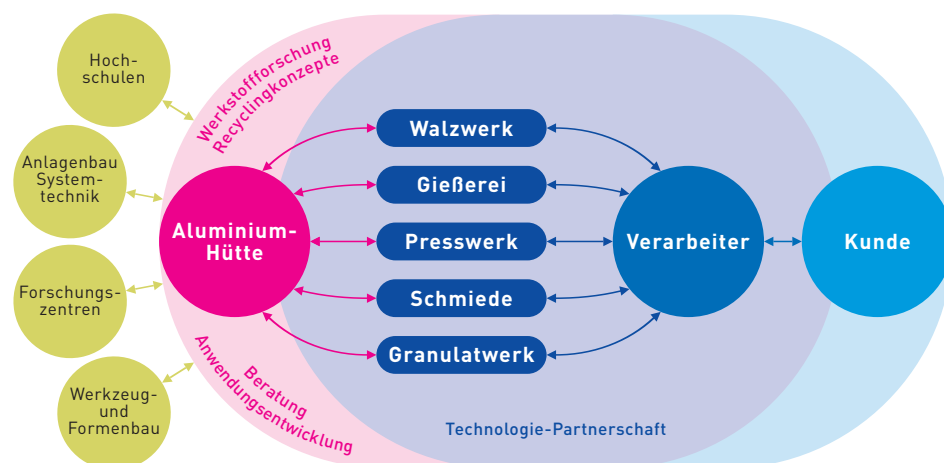 Hoch-
schulen
Anlagenbau
System-
technik
Forschungs-
zentren
Werkzeug-
und
Formenbau
Werkstoffforschung
Recyclingkonzepte
Aluminium-
Hütte
Beratung
Anwendungsentwicklung
Walzwerk
Gießerei
Presswerk
Schmiede
Granulatwerk
Verarbeiter
Kunde
Technologie-Partnerschaft